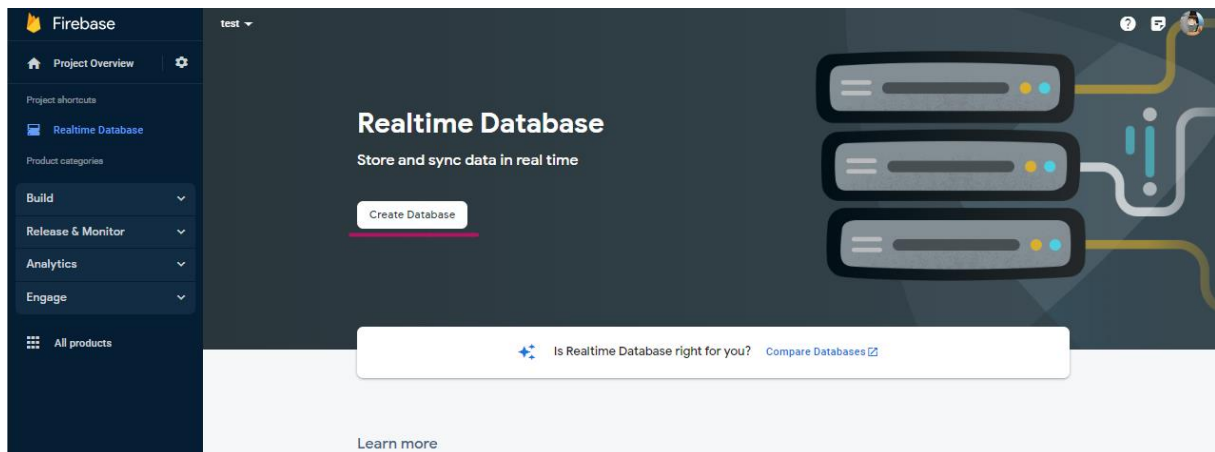 Firebase
test
Project Overview
Project shortcuts
Realtime Database
Product categories
Build
Release & Monitor
Analytics
Engage
All products
Realtime Database
Store and sync data in real time
Create Database
Is Realtime Database right for you? Compare Databases
Learn more